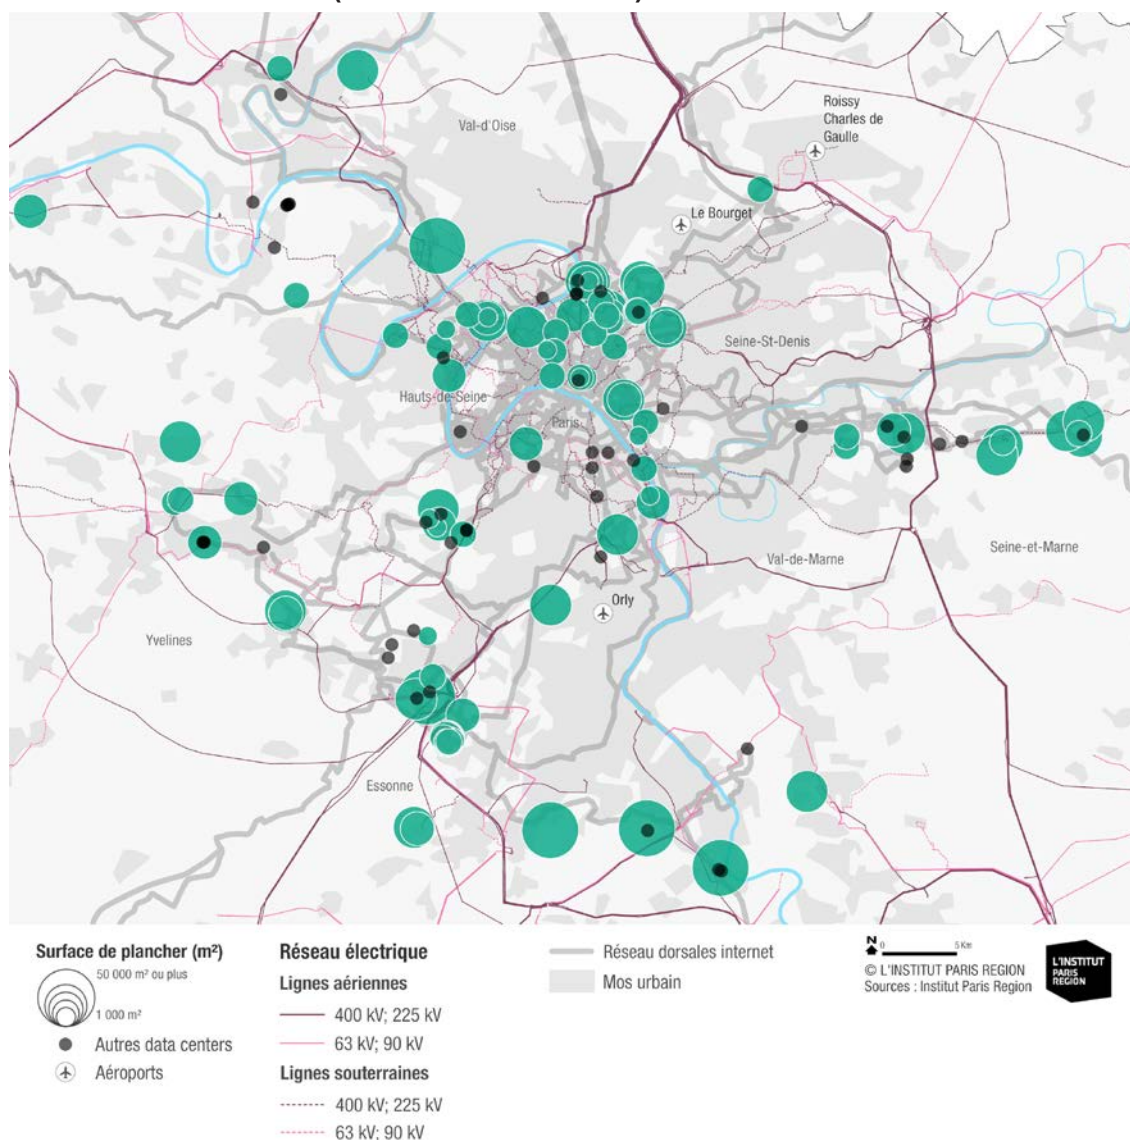 Val-d'Oise
Roissy
Charles de
Gaulle
Le Bourget
Seine-St-Denis
Hauts-de-Seine
Paris
Seine-et-Marne
Val-de-Marne
Orly
Yvelines
Essonne
Surface de plancher (m²)
50 000 m² ou plus
1 000 m²
Autres data centers
Aéroports
Réseau électrique
Lignes aériennes
400 kV; 225 kV
63 kV; 90 kV
Lignes souterraines
400 kV; 225 kV
63 kV; 90 kV
Réseau dorsales internet
Mos urbain
N
0 5 Km
© L'INSTITUT PARIS REGION
Sources : Institut Paris Region
L'INSTITUT
PARIS
REGION